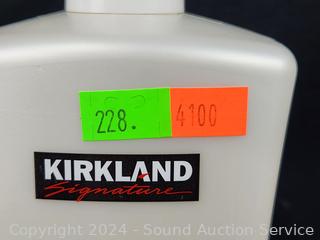 228. 4100
KIRKLAND
Signature
Copyright 2024 - Sound Auction Service